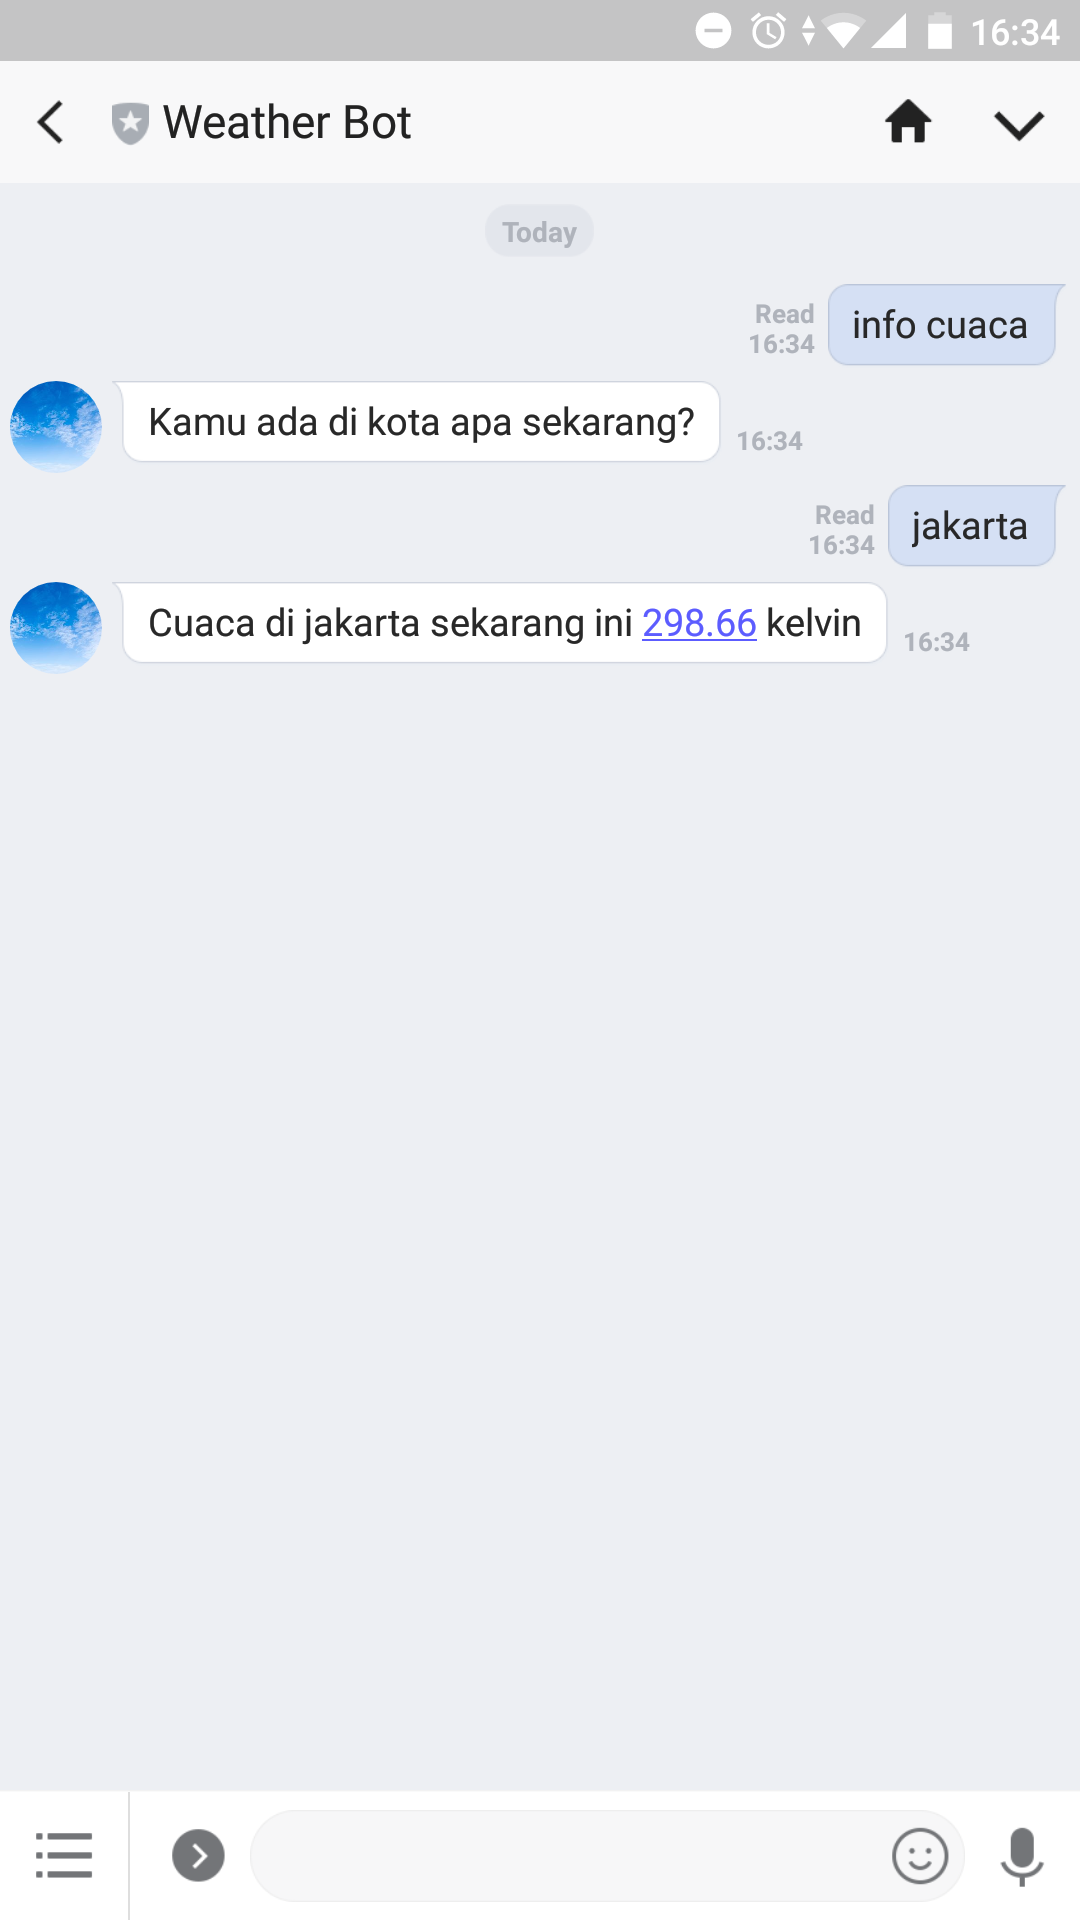 16:34
Weather Bot
Today
Read
16:34
info cuaca
Kamu ada di kota apa sekarang?
16:34
Read
16:34
jakarta
Cuaca di jakarta sekarang ini 298.66 kelvin
16:34